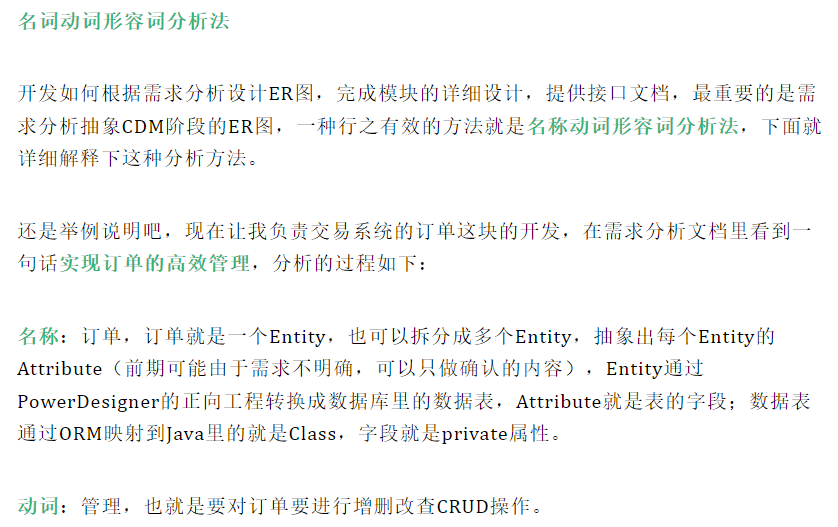 名词动词形容词分析法
开发如何根据需求分析设计ER图，完成模块的详细设计，提供接口文档，最重要的是需
求分析抽象CDM阶段的ER图，一种行之有效的方法就是名称动词形容词分析法，下面就
详细解释下这种分析方法。
还是举例说明吧，现在让我负责交易系统的订单这块的开发，在需求分析文档里看到一
句话实现订单的高效管理，分析的过程如下：
名称：订单，订单就是一个Entity，也可以拆分成多个Entity，抽象出每个Entity的
Attribute（前期可能由于需求不明确，可以只做确认的内容），Entity通过
PowerDesigner的正向工程转换成数据库里的数据表，Attribute就是表的字段；数据表
通过ORM映射到Java里的就是Class，字段就是private属性。
动词：管理，也就是要对订单要进行增删改查CRUD操作。